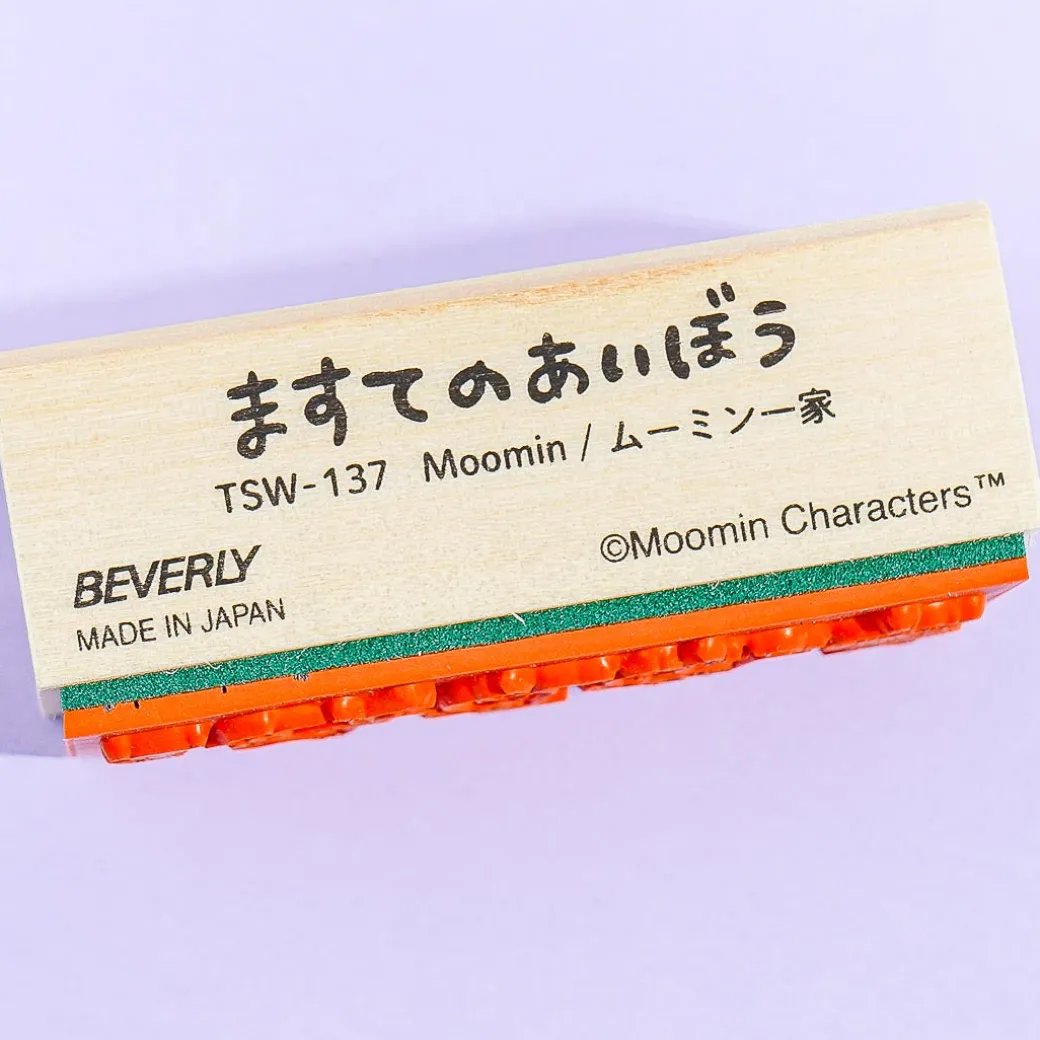 ますてのあいぼう
TSW-137 Moomin / ムーミン一家
©Moomin Characters™
BEVERLY
MADE IN JAPAN